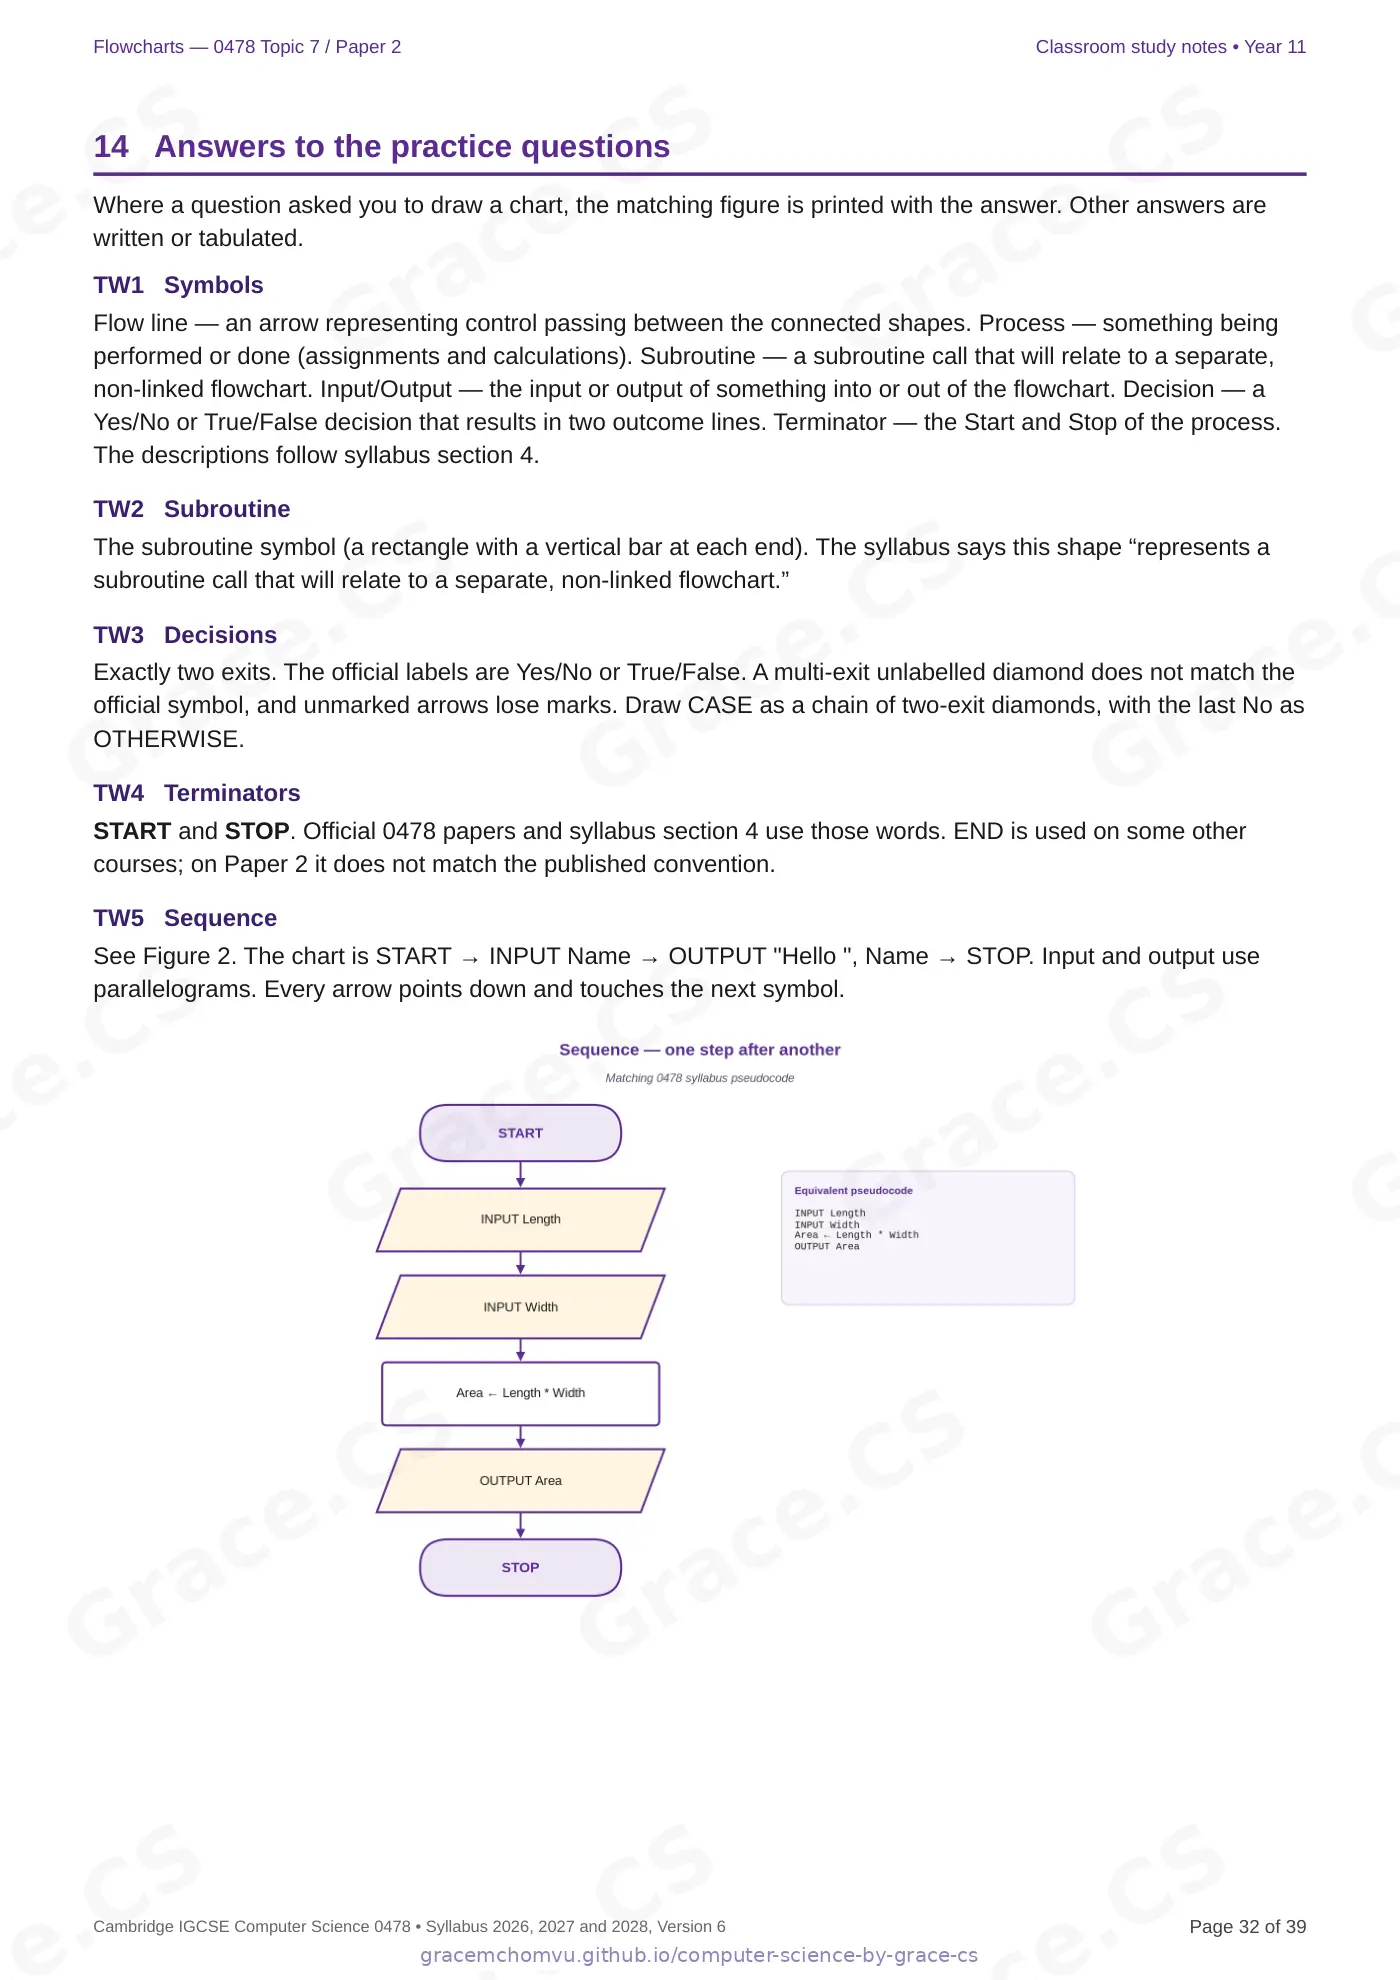 Flowcharts — 0478 Topic 7 / Paper 2
Classroom study notes • Year 11
14 Answers to the practice questions
Where a question asked you to draw a chart, the matching figure is printed with the answer. Other answers are
written or tabulated.
TW1 Symbols
Flow line — an arrow representing control passing between the connected shapes. Process — something being
performed or done (assignments and calculations). Subroutine — a subroutine call that will relate to a separate,
non-linked flowchart. Input/Output — the input or output of something into or out of the flowchart. Decision — a
Yes/No or True/False decision that results in two outcome lines. Terminator — the Start and Stop of the process.
The descriptions follow syllabus section 4.
TW2 Subroutine
The subroutine symbol (a rectangle with a vertical bar at each end). The syllabus says this shape “represents a
subroutine call that will relate to a separate, non-linked flowchart.”
TW3 Decisions
Exactly two exits. The official labels are Yes/No or True/False. A multi-exit unlabelled diamond does not match the
official symbol, and unmarked arrows lose marks. Draw CASE as a chain of two-exit diamonds, with the last No as
OTHERWISE.
TW4 Terminators
START and STOP. Official 0478 papers and syllabus section 4 use those words. END is used on some other
courses; on Paper 2 it does not match the published convention.
TW5 Sequence
See Figure 2. The chart is START → INPUT Name → OUTPUT "Hello ", Name → STOP. Input and output use
parallelograms. Every arrow points down and touches the next symbol.
Sequence — one step after another
Matching 0478 syllabus pseudocode
START
INPUT Length
INPUT Width
Area ← Length * Width
OUTPUT Area
STOP
Equivalent pseudocode
INPUT Length
INPUT Width
Area ← Length * Width
OUTPUT Area
Cambridge IGCSE Computer Science 0478 • Syllabus 2026, 2027 and 2028, Version 6
Page 32 of 39
gracemchomvu.github.io/computer-science-by-grace-cs
Grace.CS